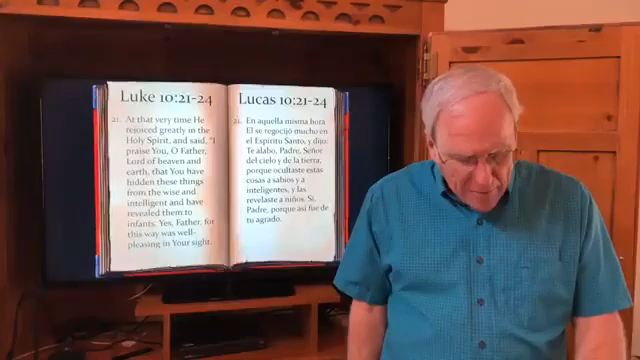 Luke 10:21-24
21. At that very time He
rejoiced greatly in the
Holy Spirit, and said, "I
praise You, O Father,
Lord of heaven and
earth, that You have
hidden these things
from the wise and
intelligent and have
revealed them to
infants. Yes, Father, for
this way was well-
pleasing in Your sight.
Lucas 10:21-24
21. En aquella misma hora
El se regocijó mucho en
el Espíritu Santo, y dijo:
Te alabo, Padre, Señor
del cielo y de la tierra,
porque ocultaste estas
cosas a sabios y a
inteligentes, y las
revelaste a niños. Sí,
Padre, porque así fue de
tu agrado.